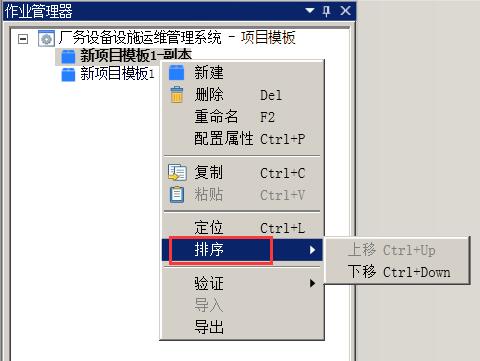 作业管理器
厂务设备设施运维管理系统 - 项目模板
新项目模板1-副本
新项目模板1
新建
删除 Del
重命名 F2
配置属性 Ctrl+P
复制 Ctrl+C
粘贴 Ctrl+V
定位 Ctrl+L
排序
上移 Ctrl+Up
下移 Ctrl+Down
验证
导入
导出